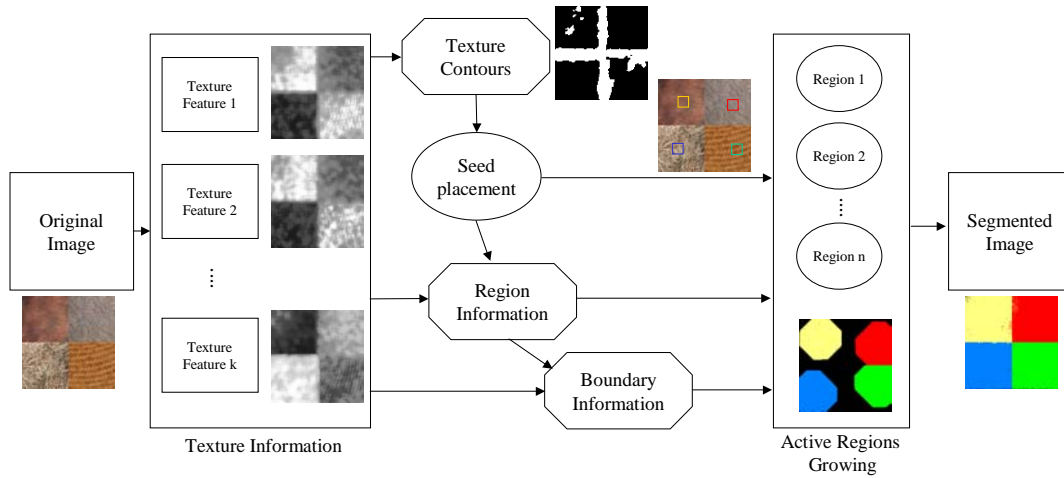 Original
Image
Texture
Feature 1
Texture
Feature 2
....
Texture
Feature k
Texture Information
Texture
Contours
Seed
placement
Region
Information
Boundary
Information
Region 1
Region 2
....
Region n
Active Regions
Growing
Segmented
Image